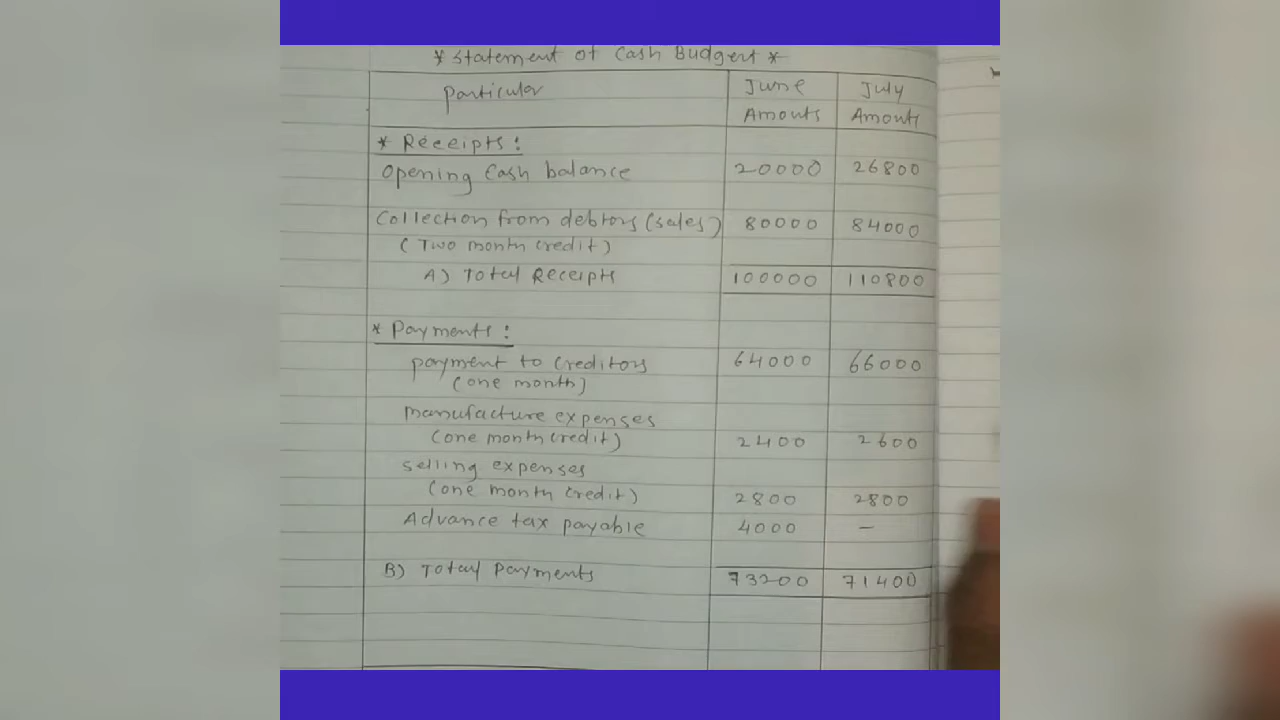 * Statement of Cash Budgert *
Particular June July
Amouts Amount
* Receipts :
Opening Cash balance 20000 26800
Collection from debtors (sales) 80000 84000
( Two month credit )
A) Total Receipts 100000 110800
* Payments :
payment to creditors 64000 66000
( one month )
manufacture expenses
( one month credit ) 2400 2600
selling expenses
( one month credit ) 2800 2800
Advance tax payable 4000 —
B) Total Payments 73200 71400